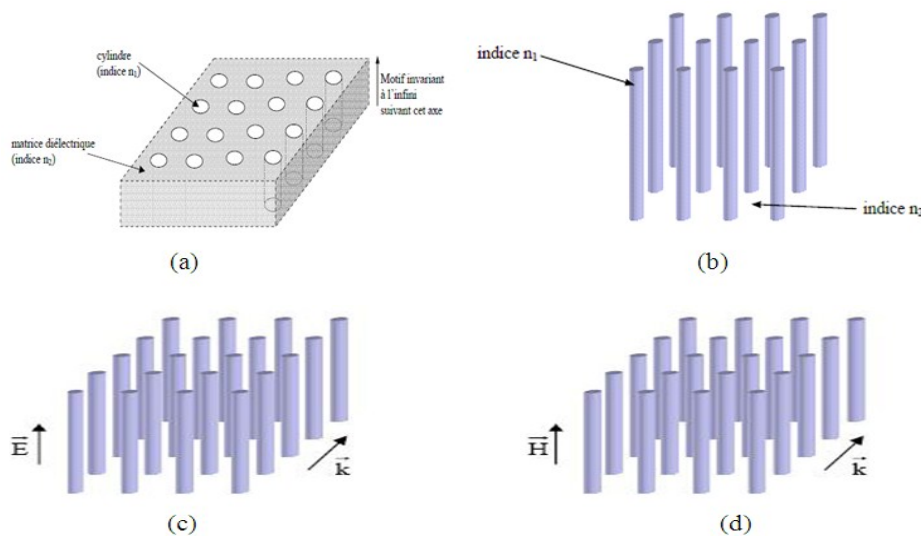 cylindre
(indice n₁)
Motif invariant
à l'infini
suivant cet axe
matrice diélectrique
(indice n₂)
(a)
indice n₁
indice n₂
(b)
E
k
(c)
H
k
(d)